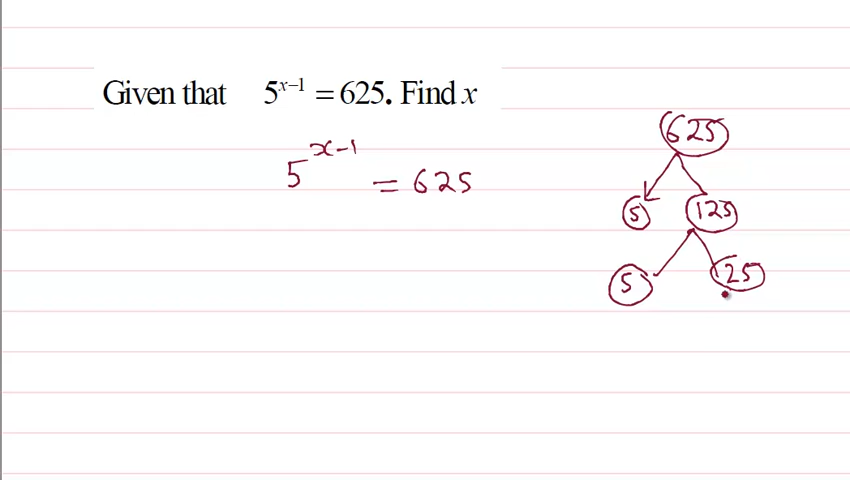 Given that 5^{x-1} = 625. Find x
5^{x-1} = 625
625
5 125
5 25